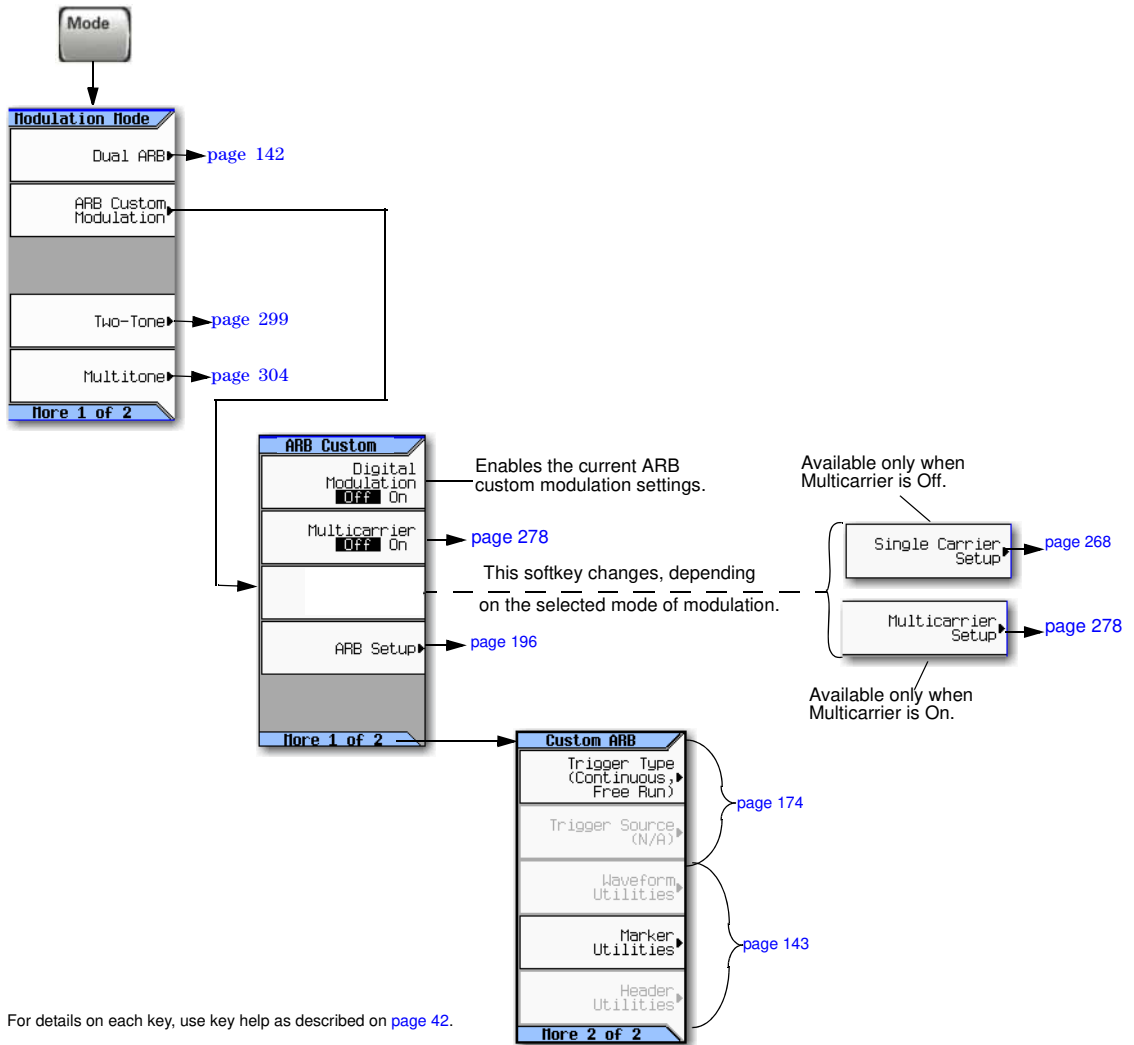 Mode
Modulation Mode
Dual ARB
page 142
ARB Custom
Modulation
Two-Tone
page 299
Multitone
page 304
More 1 of 2
ARB Custom
Digital
Modulation
Off On
Enables the current ARB
custom modulation settings.
Multicarrier
Off On
page 278
This softkey changes, depending
on the selected mode of modulation.
ARB Setup
page 196
More 1 of 2
Available only when
Multicarrier is Off.
Single Carrier
Setup
page 268
Multicarrier
Setup
page 278
Available only when
Multicarrier is On.
Custom ARB
Trigger Type
(Continuous,
Free Run)
Trigger Source
(N/A)
page 174
Waveform
Utilities
Marker
Utilities
page 143
Header
Utilities
More 2 of 2
For details on each key, use key help as described on page 42.